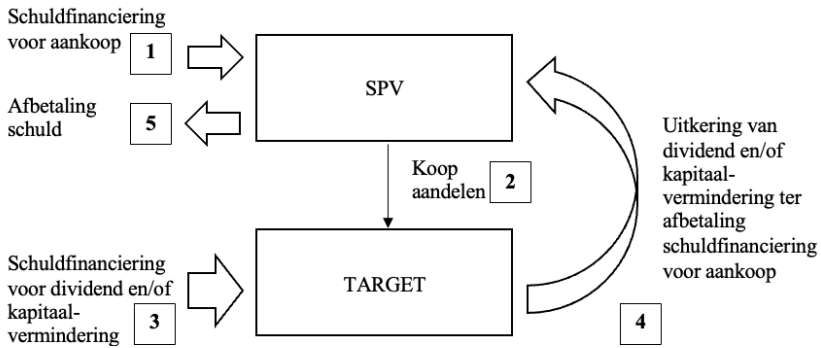 Schuldfinanciering
voor aankoop
1
SPV
Afbetaling
schuld
5
Koop
aandelen
2
Uitkering van
dividend en/of
kapitaal-
vermindering ter
afbetaling
schuldfinanciering
voor aankoop
Schuldfinanciering
voor dividend en/of
kapitaal-
vermindering
3
TARGET
4